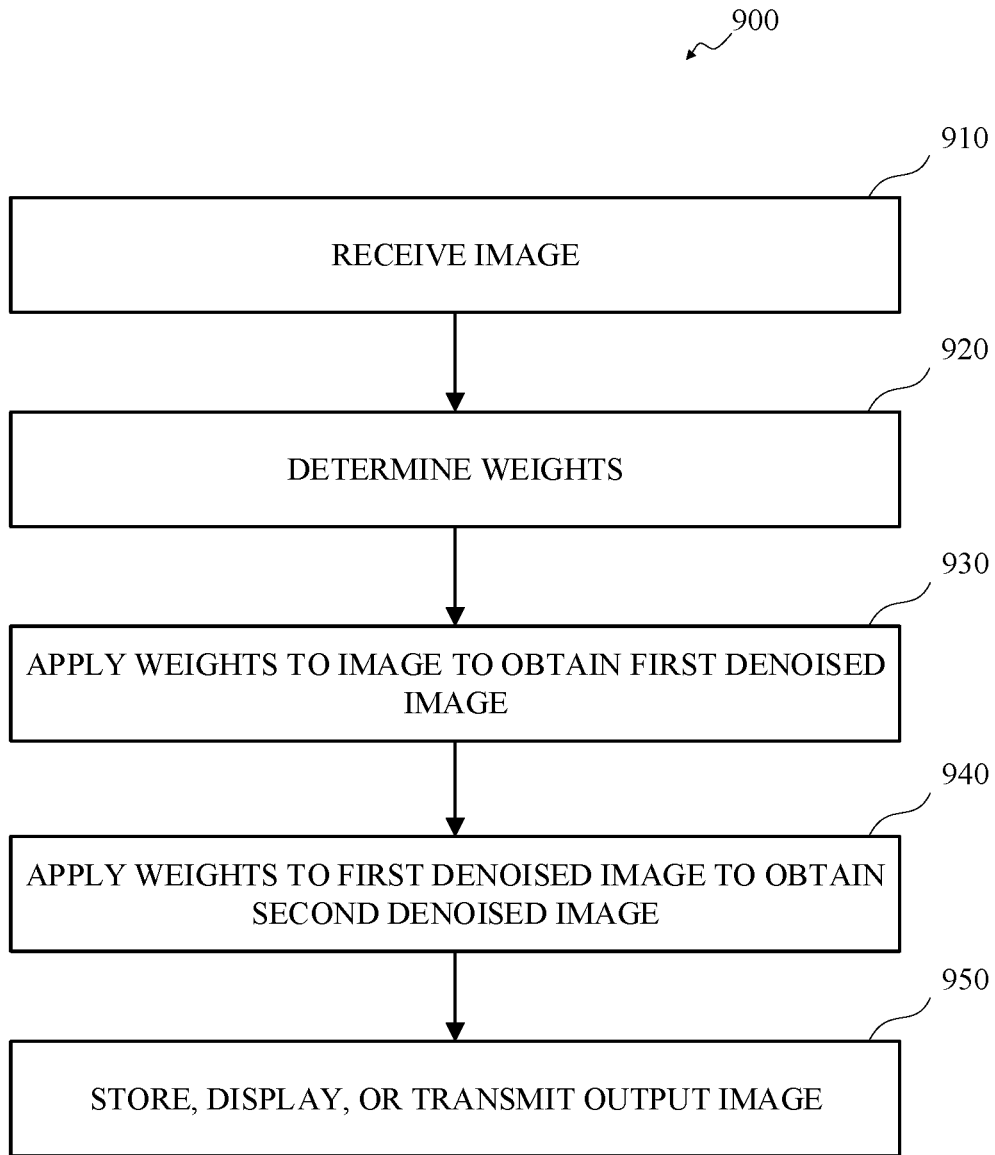 900
910
RECEIVE IMAGE
920
DETERMINE WEIGHTS
930
APPLY WEIGHTS TO IMAGE TO OBTAIN FIRST DENOISED
IMAGE
940
APPLY WEIGHTS TO FIRST DENOISED IMAGE TO OBTAIN
SECOND DENOISED IMAGE
950
STORE, DISPLAY, OR TRANSMIT OUTPUT IMAGE